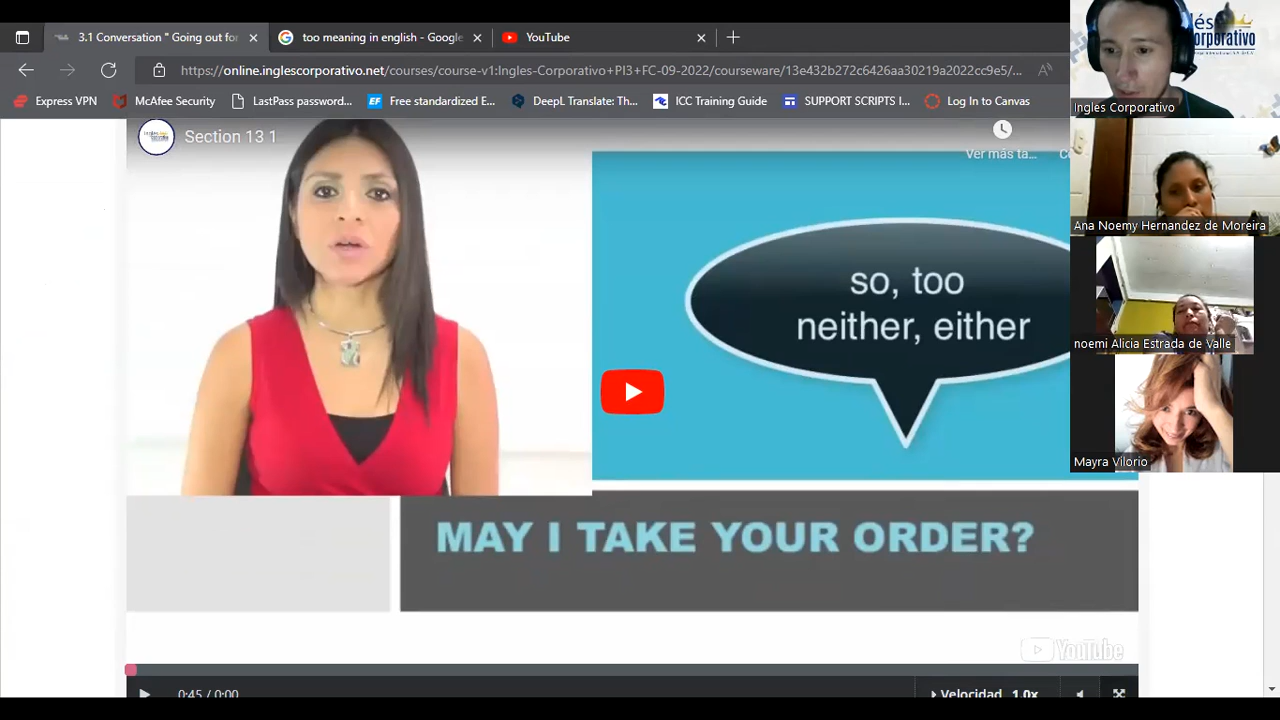 3.1 Conversation " Going out for
too meaning in english - Google
YouTube
https://online.inglescorporativo.net/courses/course-v1:Ingles-Corporativo+PI3+FC-09-2022/courseware/13e432b272c6426aa30219a2022cc9e5/...
Express VPN
McAfee Security
LastPass password...
Free standardized E...
DeepL Translate: Th...
ICC Training Guide
SUPPORT SCRIPTS I...
Log In to Canvas
Section 13 1
Ver más ta...
so, too
neither, either
MAY I TAKE YOUR ORDER?
YouTube
0:45 / 0:00
Velocidad 1.0x
Ingles Corporativo
Ana Noemy Hernandez de Moreira
noemi Alicia Estrada de Valle
Mayra Vilorio